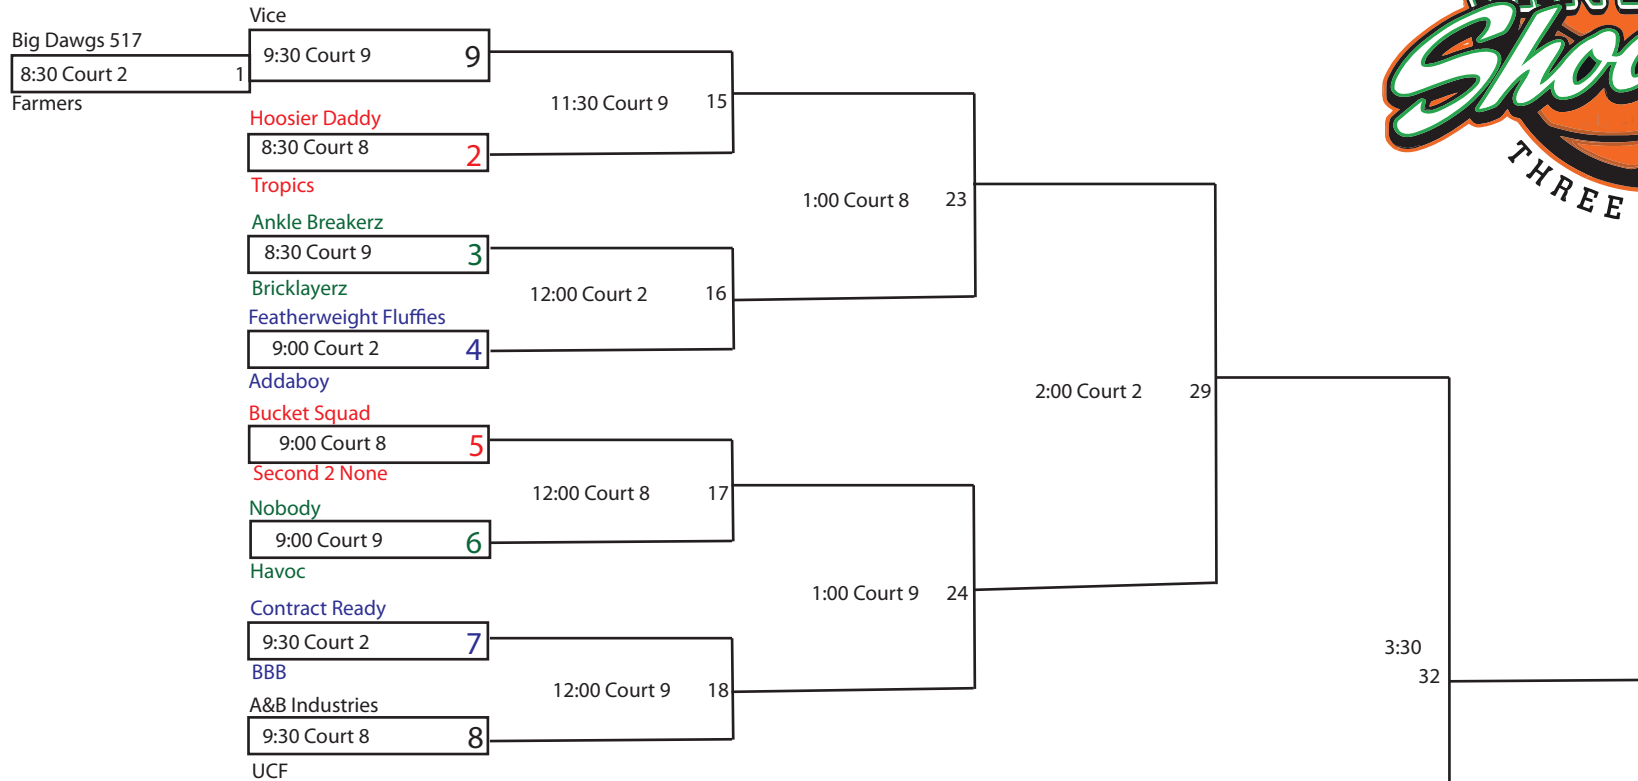 Vice
Big Dawgs 517
9:30 Court 9 9
8:30 Court 2 1
Farmers
11:30 Court 9 15
Hoosier Daddy
8:30 Court 8 2
Tropics
1:00 Court 8 23
Ankle Breakerz
8:30 Court 9 3
Bricklayerz
12:00 Court 2 16
Featherweight Fluffies
9:00 Court 2 4
Addaboy
2:00 Court 2 29
Bucket Squad
9:00 Court 8 5
Second 2 None
12:00 Court 8 17
Nobody
9:00 Court 9 6
Havoc
1:00 Court 9 24
Contract Ready
9:30 Court 2 7
BBB
3:30
32
12:00 Court 9 18
A&B Industries
9:30 Court 8 8
UCF
THREE